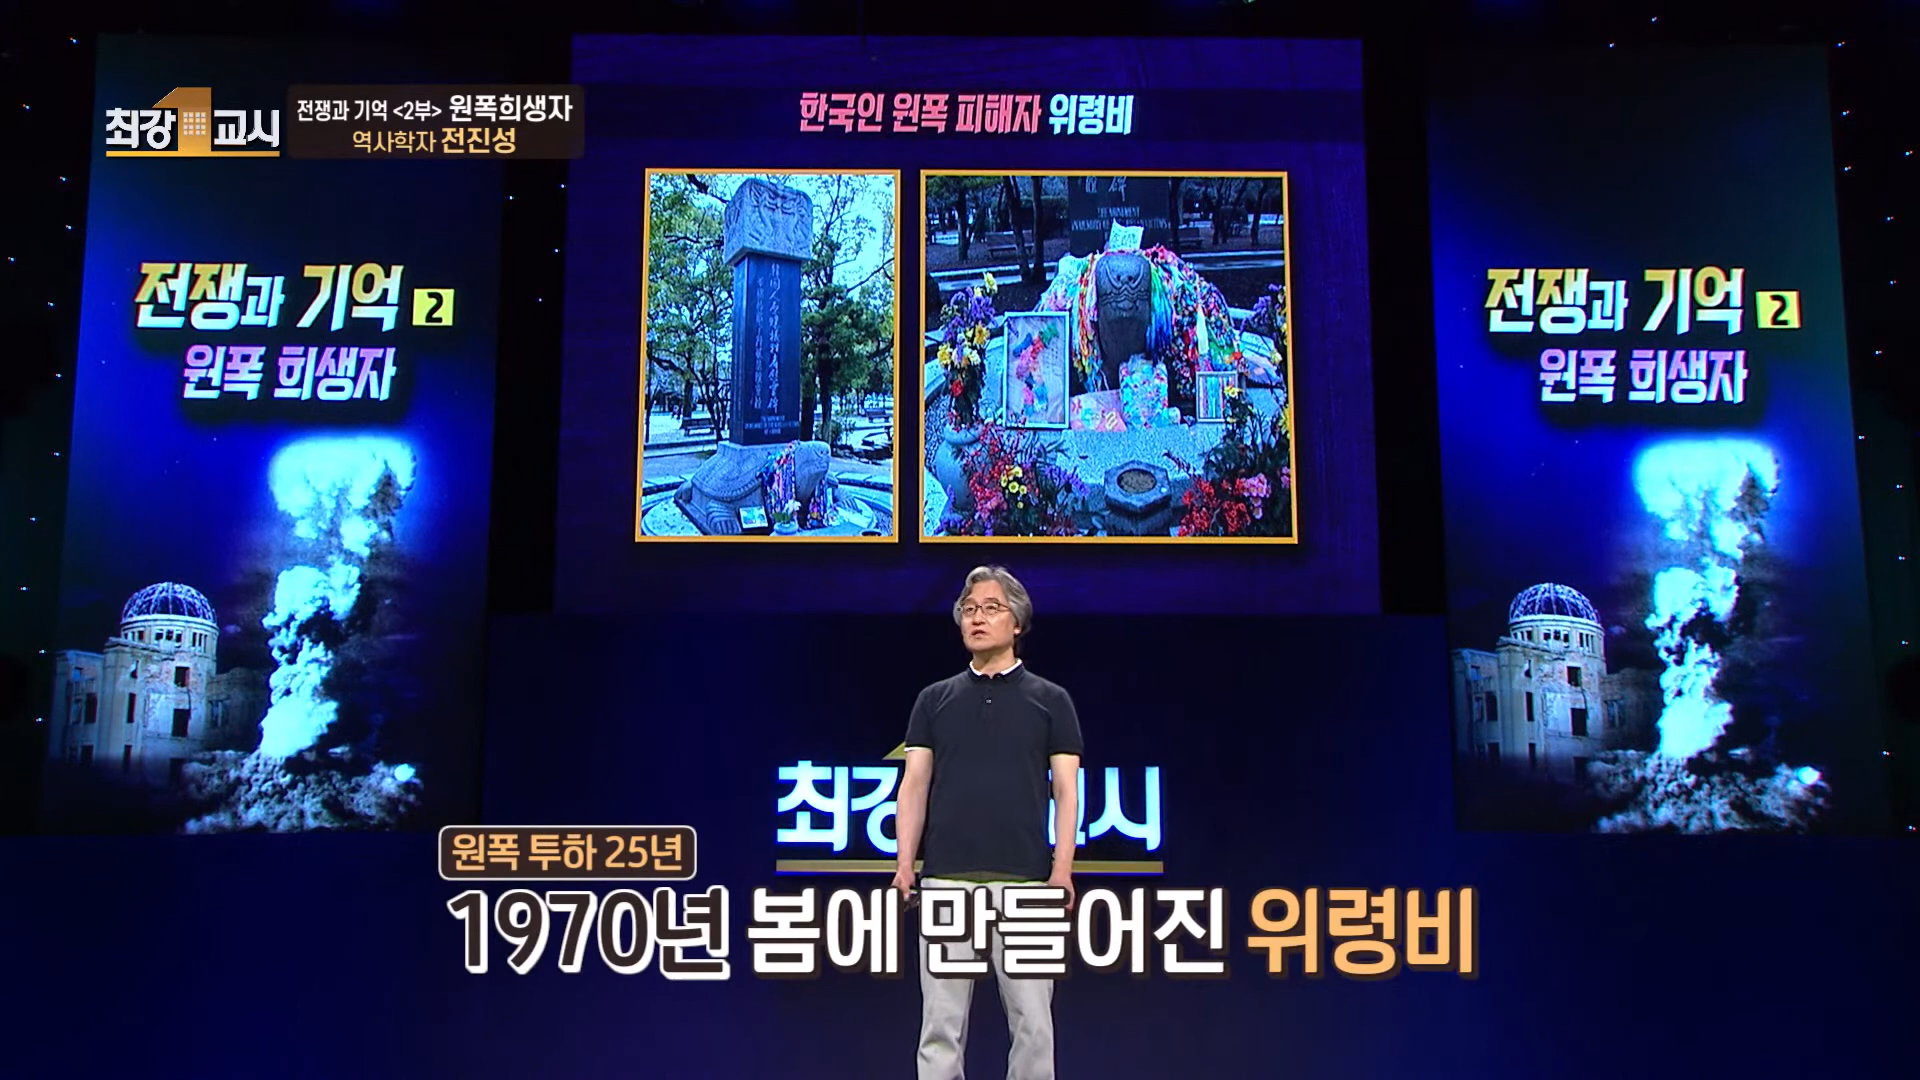 최강1교시
전쟁과 기억 <2부> 원폭희생자
역사학자 전진성
한국인 원폭 피해자 위령비
THE MONUMENT
전쟁과 기억 2
원폭 희생자
전쟁과 기억 2
원폭 희생자
최강 교시
원폭 투하 25년
1970년 봄에 만들어진 위령비